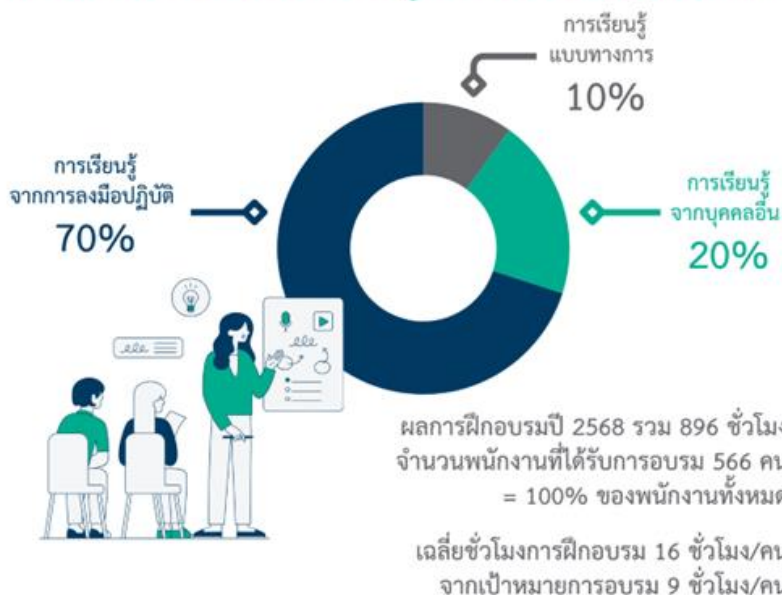 การเรียนรู้
แบบทางการ
10%
การเรียนรู้
จากการลงมือปฏิบัติ
70%
การเรียนรู้
จากบุคคลอื่น
20%
ele
ele
ผลการฝึกอบรมปี 2568 รวม 896 ชั่วโมง
จำนวนพนักงานที่ได้รับการอบรม 566 คน
= 100% ของพนักงานทั้งหมด
เฉลี่ยชั่วโมงการฝึกอบรม 16 ชั่วโมง/คน
จากเป้าหมายการอบรม 9 ชั่วโมง/คน